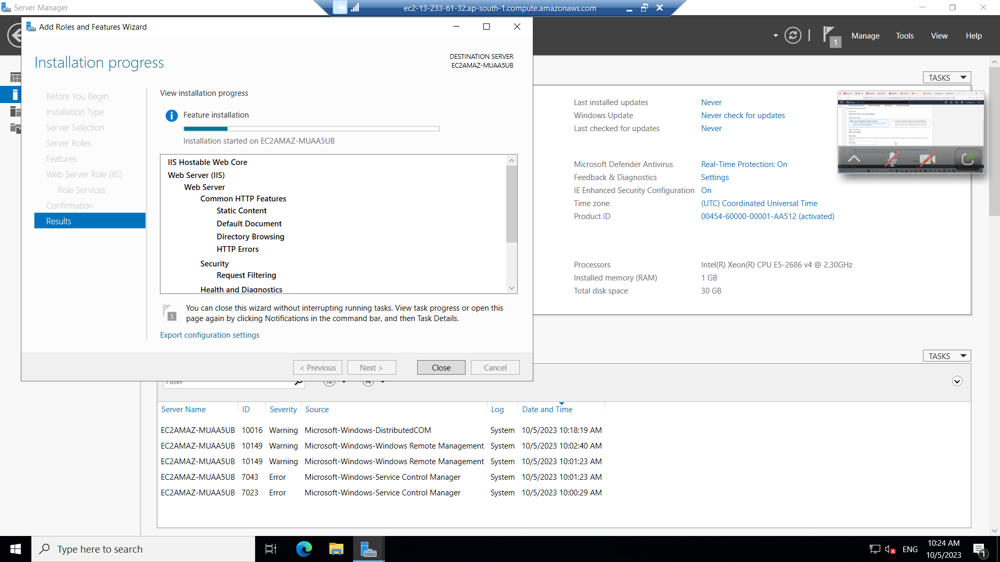 Server Manager
ec2-13-233-61-32.ap-south-1.compute.amazonaws.com
Add Roles and Features Wizard
1
Manage
Tools
View
Help
Installation progress
DESTINATION SERVER
EC2AMAZ-MUAA5UB
Before You Begin
Installation Type
Server Selection
Server Roles
Features
Web Server Role (IIS)
Role Services
Confirmation
Results
View installation progress
Feature installation
Installation started on EC2AMAZ-MUAA5UB
IIS Hostable Web Core
Web Server (IIS)
Web Server
Common HTTP Features
Static Content
Default Document
Directory Browsing
HTTP Errors
Security
Request Filtering
Health and Diagnostics
1
You can close this wizard without interrupting running tasks. View task progress or open this
page again by clicking Notifications in the command bar, and then Task Details.
Export configuration settings
< Previous
Next >
Close
Cancel
TASKS
Last installed updates Never
Windows Update Never check for updates
Last checked for updates Never
Microsoft Defender Antivirus Real-Time Protection: On
Feedback & Diagnostics Settings
IE Enhanced Security Configuration On
Time zone (UTC) Coordinated Universal Time
Product ID 00454-60000-00001-AA512 (activated)
Processors Intel(R) Xeon(R) CPU E5-2686 v4 @ 2.30GHz
Installed memory (RAM) 1 GB
Total disk space 30 GB
TASKS
Filter
Server Name ID Severity Source Log Date and Time
EC2AMAZ-MUAA5UB 10016 Warning Microsoft-Windows-DistributedCOM System 10/5/2023 10:18:19 AM
EC2AMAZ-MUAA5UB 10149 Warning Microsoft-Windows-Windows Remote Management System 10/5/2023 10:02:40 AM
EC2AMAZ-MUAA5UB 10149 Warning Microsoft-Windows-Windows Remote Management System 10/5/2023 10:01:23 AM
EC2AMAZ-MUAA5UB 7043 Error Microsoft-Windows-Service Control Manager System 10/5/2023 10:01:23 AM
EC2AMAZ-MUAA5UB 7023 Error Microsoft-Windows-Service Control Manager System 10/5/2023 10:00:29 AM
Type here to search
ENG
10:24 AM
10/5/2023
1